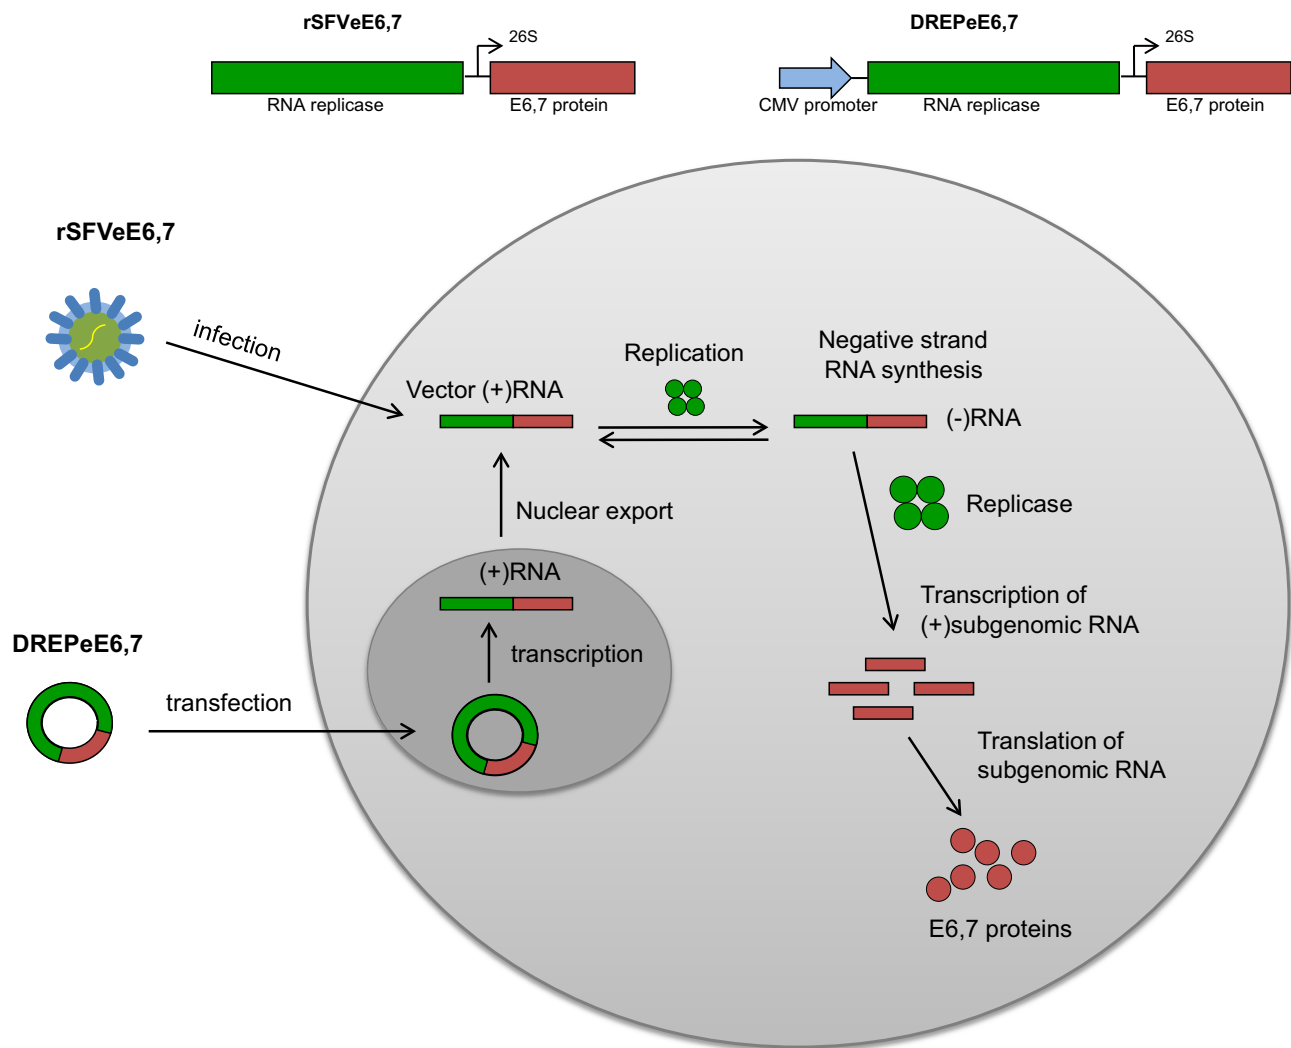 rSFVeE6,7
26S
RNA replicase
E6,7 protein
DREPeE6,7
26S
CMV promoter
RNA replicase
E6,7 protein
rSFVeE6,7
infection
Vector (+)RNA
Replication
Negative strand
RNA synthesis
(-)RNA
Nuclear export
Replicase
(+)RNA
transcription
DREPeE6,7
transfection
Transcription of
(+)subgenomic RNA
Translation of
subgenomic RNA
E6,7 proteins